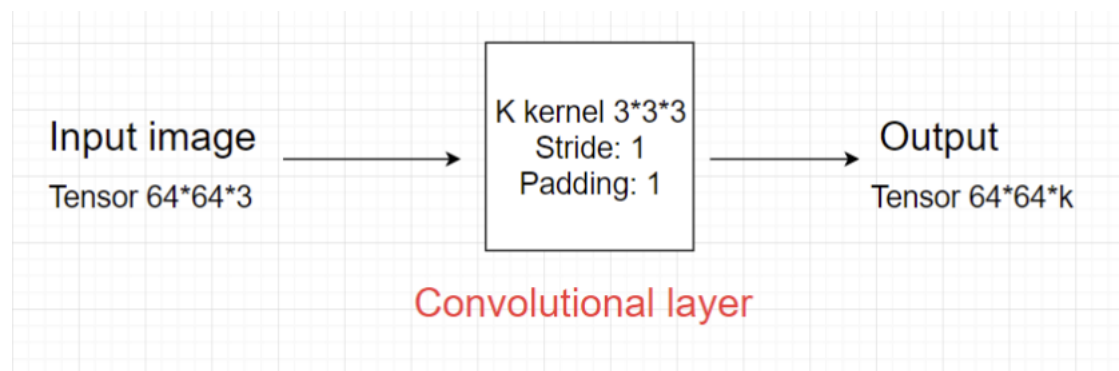 Input image
Tensor 64*64*3
K kernel 3*3*3
Stride: 1
Padding: 1
Output
Tensor 64*64*k
Convolutional layer